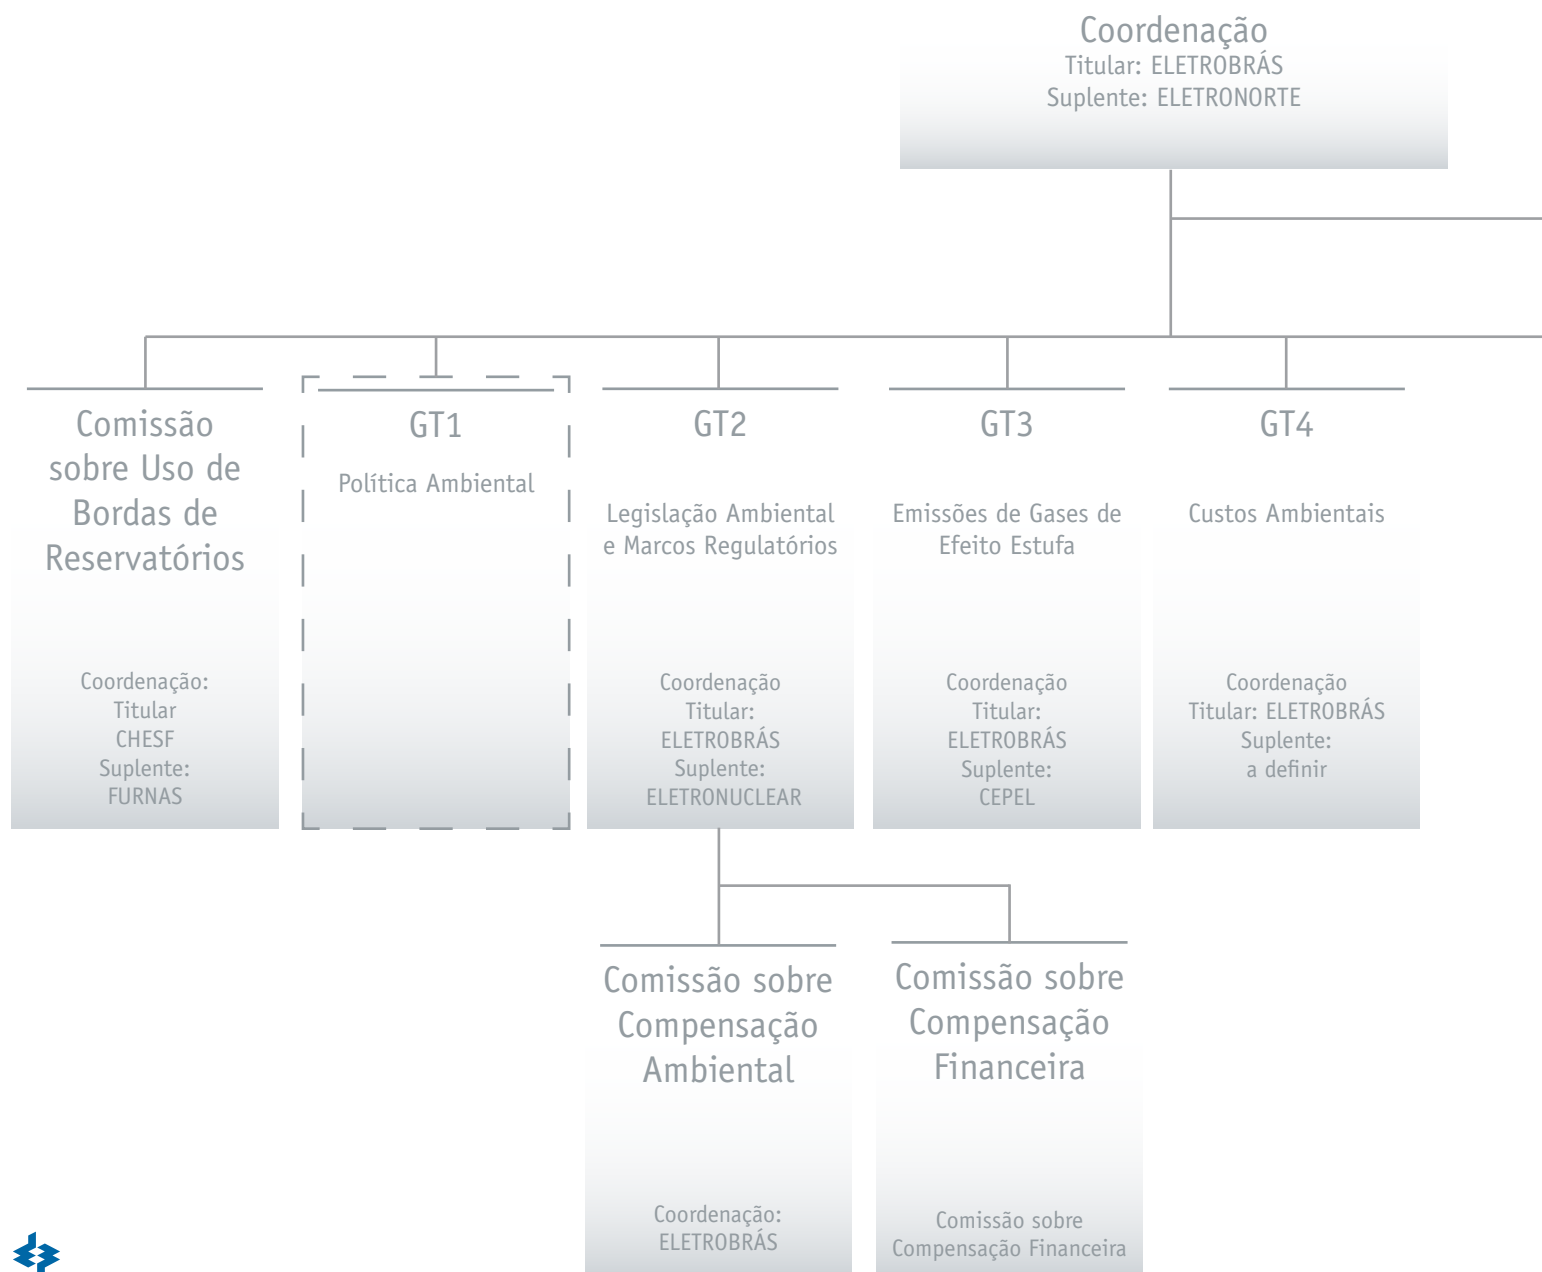 Coordenação
Titular: ELETROBRÁS
Suplente: ELETRONORTE
Comissão
sobre Uso de
Bordas de
Reservatórios
Coordenação:
Titular
CHESF
Suplente:
FURNAS
GT1
Política Ambiental
GT2
Legislação Ambiental
e Marcos Regulatórios
Coordenação
Titular:
ELETROBRÁS
Suplente:
ELETRONUCLEAR
GT3
Emissões de Gases de
Efeito Estufa
Coordenação
Titular:
ELETROBRÁS
Suplente:
CEPEL
GT4
Custos Ambientais
Coordenação
Titular: ELETROBRÁS
Suplente:
a definir
Comissão sobre
Compensação
Ambiental
Coordenação:
ELETROBRÁS
Comissão sobre
Compensação
Financeira
Comissão sobre
Compensação Financeira